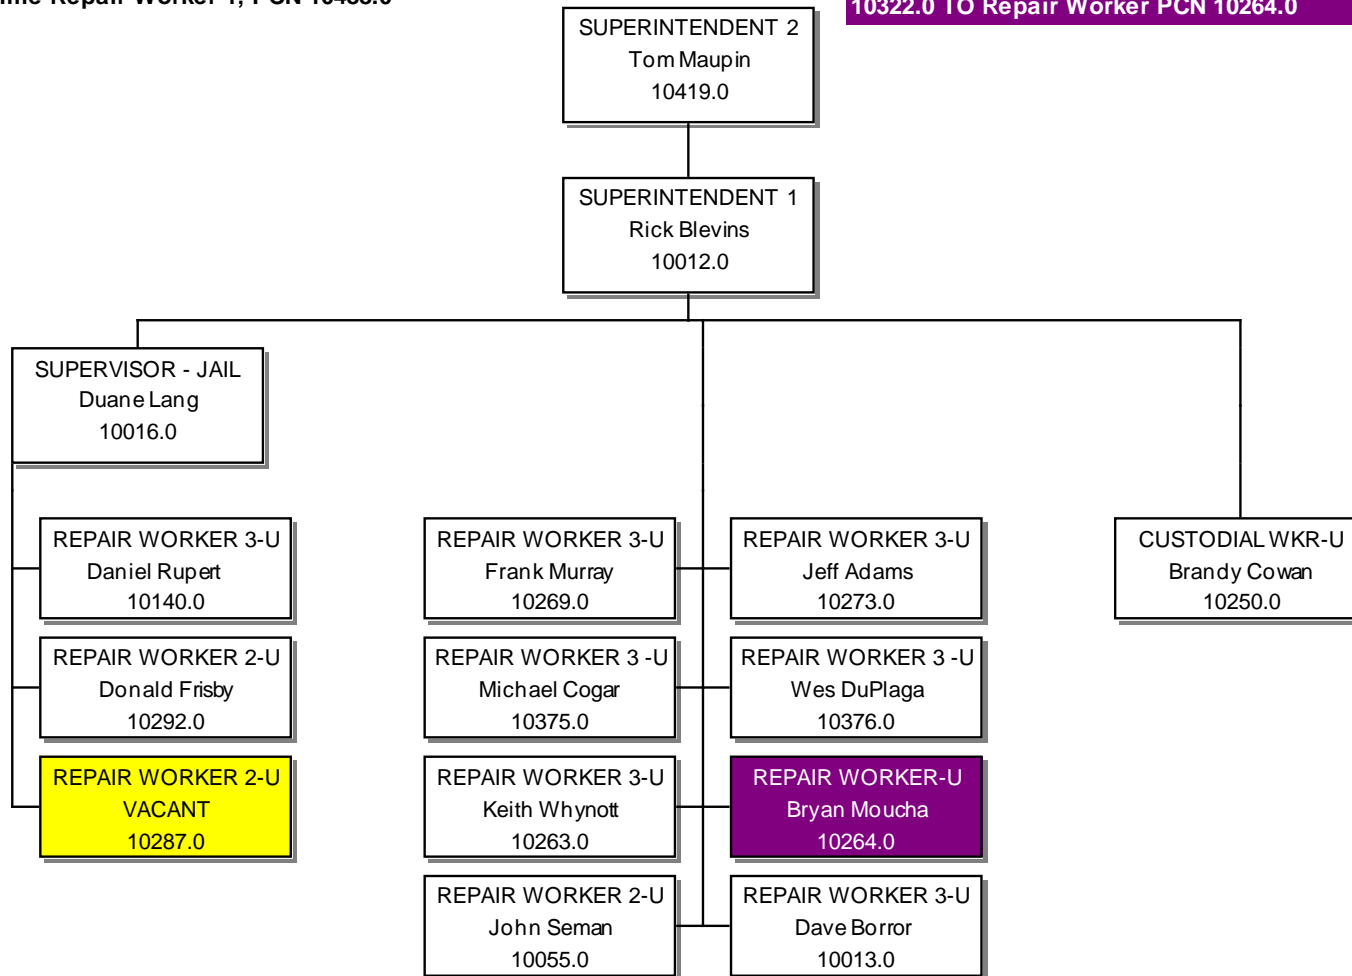 Repair Worker 1, PCN
10322.0 TO Repair Worker PCN 10264.0
SUPERINTENDENT 2
Tom Maupin
10419.0
SUPERINTENDENT 1
Rick Blevins
10012.0
SUPERVISOR - JAIL
Duane Lang
10016.0
REPAIR WORKER 3-U
Daniel Rupert
10140.0
REPAIR WORKER 2-U
Donald Frisby
10292.0
REPAIR WORKER 2-U
VACANT
10287.0
REPAIR WORKER 3-U
Frank Murray
10269.0
REPAIR WORKER 3 -U
Michael Cogar
10375.0
REPAIR WORKER 3-U
Keith Whynott
10263.0
REPAIR WORKER 2-U
John Seman
10055.0
REPAIR WORKER 3-U
Jeff Adams
10273.0
REPAIR WORKER 3 -U
Wes DuPlaga
10376.0
REPAIR WORKER-U
Bryan Moucha
10264.0
REPAIR WORKER 3-U
Dave Borror
10013.0
CUSTODIAL WKR-U
Brandy Cowan
10250.0